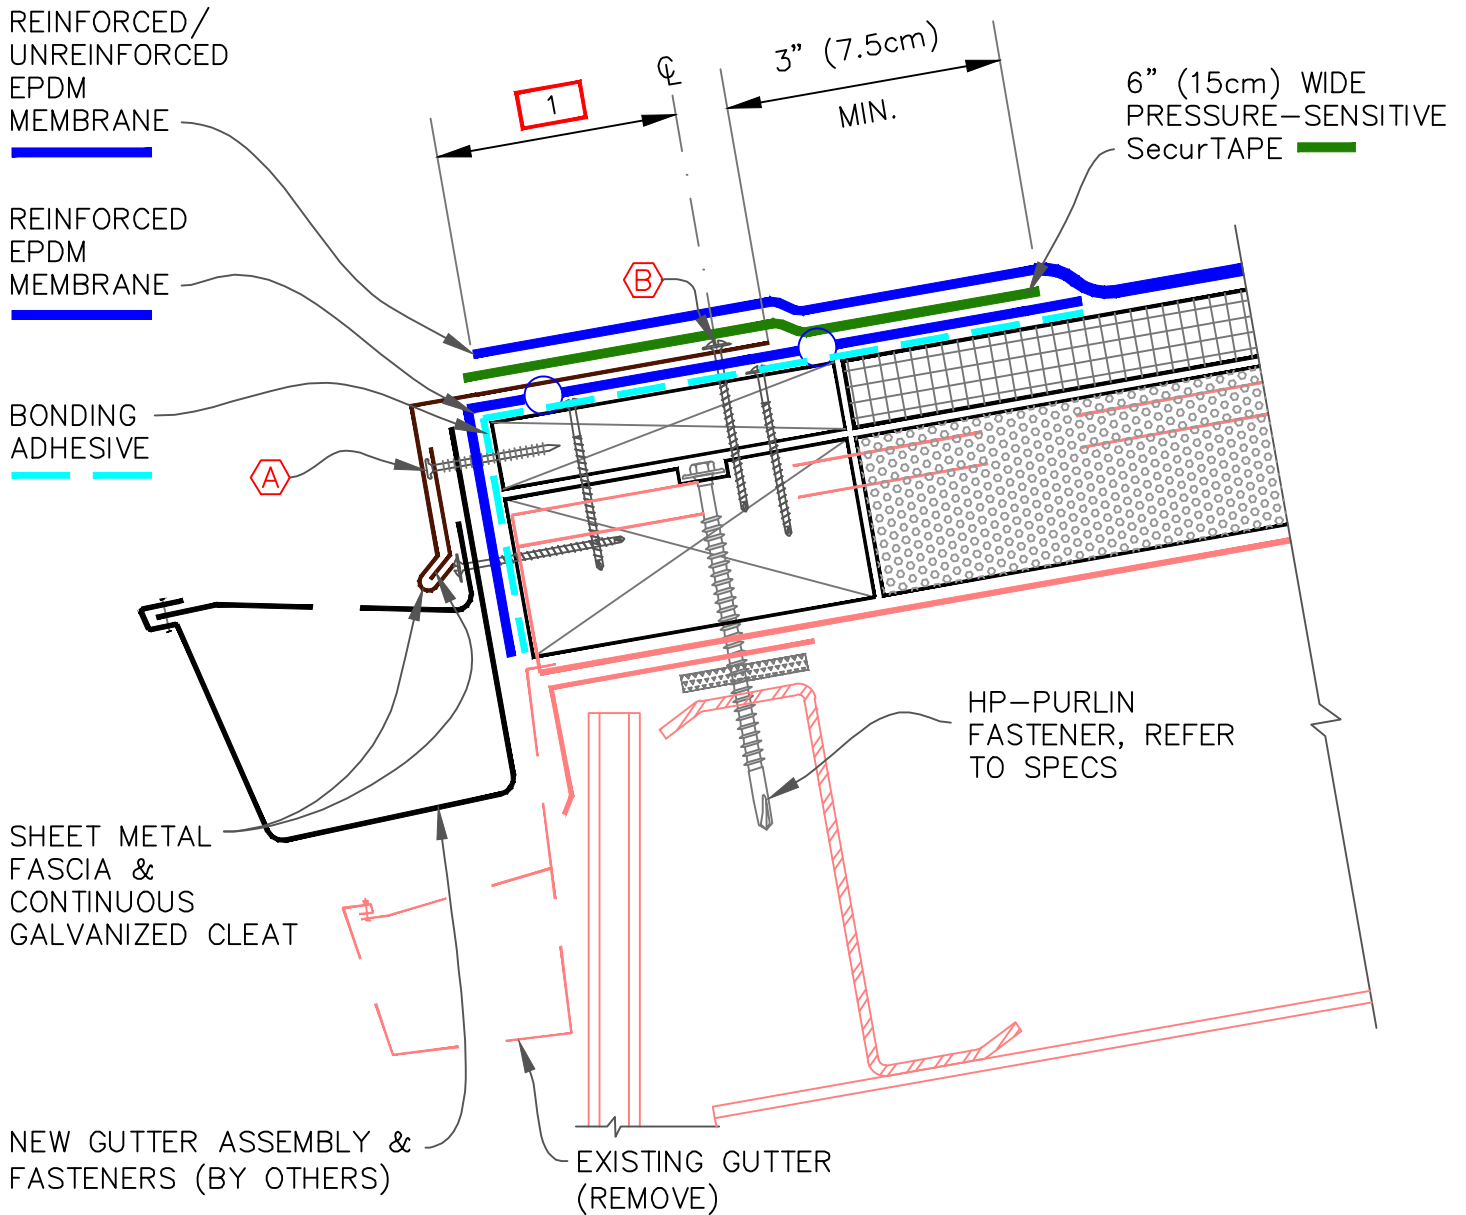 REINFORCED/
UNREINFORCED
EPDM
MEMBRANE
REINFORCED
EPDM
MEMBRANE
BONDING
ADHESIVE
A
B
1
℄
3” (7.5cm)
MIN.
6” (15cm) WIDE
PRESSURE-SENSITIVE
SecurTAPE
HP-PURLIN
FASTENER, REFER
TO SPECS
SHEET METAL
FASCIA &
CONTINUOUS
GALVANIZED CLEAT
NEW GUTTER ASSEMBLY &
FASTENERS (BY OTHERS)
EXISTING GUTTER
(REMOVE)